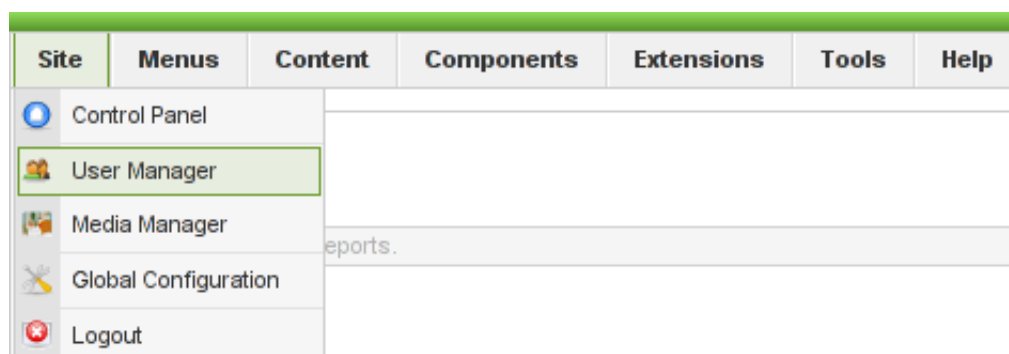 Site Menus Content Components Extensions Tools Help
Control Panel
User Manager
Media Manager
eports.
Global Configuration
Logout